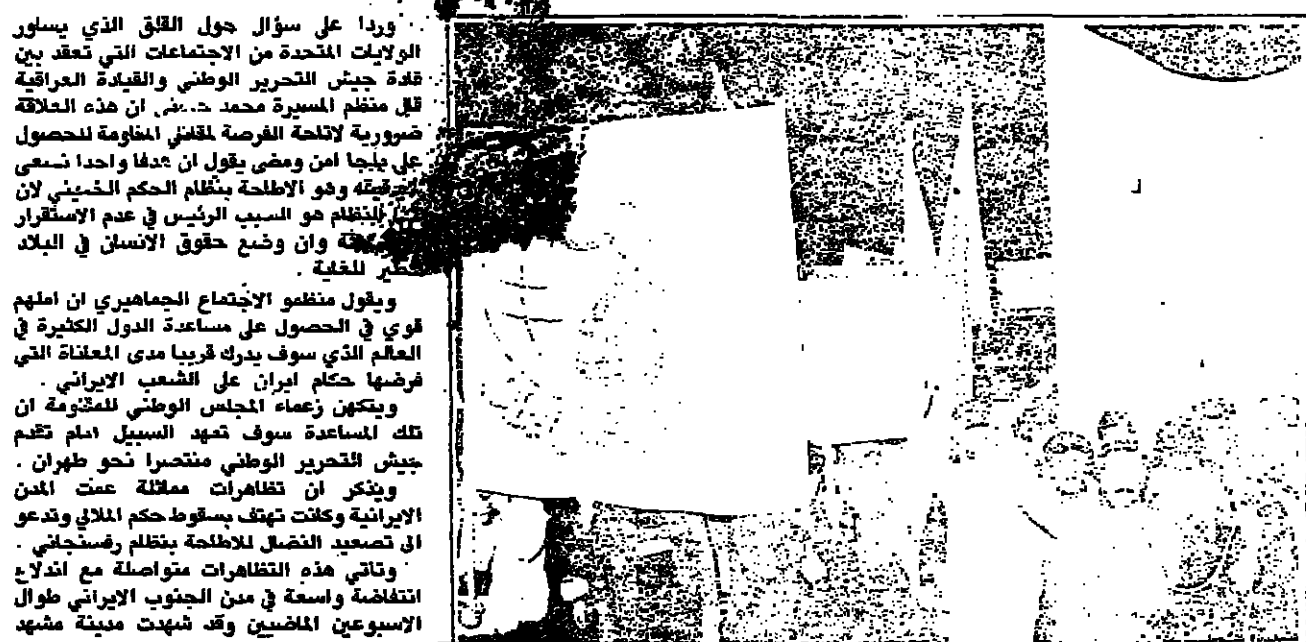 وردا على سؤال حول القلق الذي يساور
الولايات المتحدة من الاجتماعات التي تعقد بين
قادة جيش التحرير الوطني والقيادة العراقية
قال منظم المسيرة محمد ان هذه العلاقة
ضرورية لاتاحة الفرصة لمقاتلي المقاومة للحصول
على ملجا امن ومضى يقول ان هدفا واحدا نسعى
لتحقيقه وهو الاطاحة بنظام الحكم الخميني لان
النظام هو السبب الرئيس في عدم الاستقرار
وان وضع حقوق الانسان في البلاد
خطير للغاية .
ويقول منظمو الاجتماع الجماهيري ان املهم
قوي في الحصول على مساعدة الدول الكثيرة في
العالم الذي سوف يدرك قريبا مدى المعاناة التي
فرضها حكام ايران على الشعب الايراني .
ويتكهن زعماء المجلس الوطني للمقاومة ان
تلك المساعدة سوف تمهد السبيل امام تقدم
جيش التحرير الوطني منتصرا نحو طهران .
ويذكر ان تظاهرات مماثلة عمت المدن
الايرانية وكانت تهتف بسقوط حكم الملالي وتدعو
الى تصعيد النضال للاطاحة بنظام رفسنجاني .
وتاتي هذه التظاهرات متواصلة مع اندلاع
انتفاضة واسعة في مدن الجنوب الايراني طوال
الاسبوعين الماضيين وقد شهدت مدينة مشهد